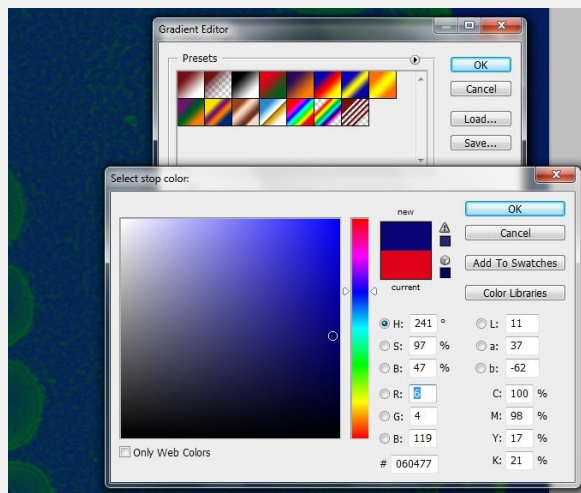 Gradient Editor
Presets
OK
Cancel
Load...
Save...
Select stop color:
new
current
OK
Cancel
Add To Swatches
Color Libraries
H: 241 °
S: 97 %
B: 47 %
R: 6
G: 4
B: 119
# 060477
L: 11
a: 37
b: -62
C: 100 %
M: 98 %
Y: 17 %
K: 21 %
Only Web Colors